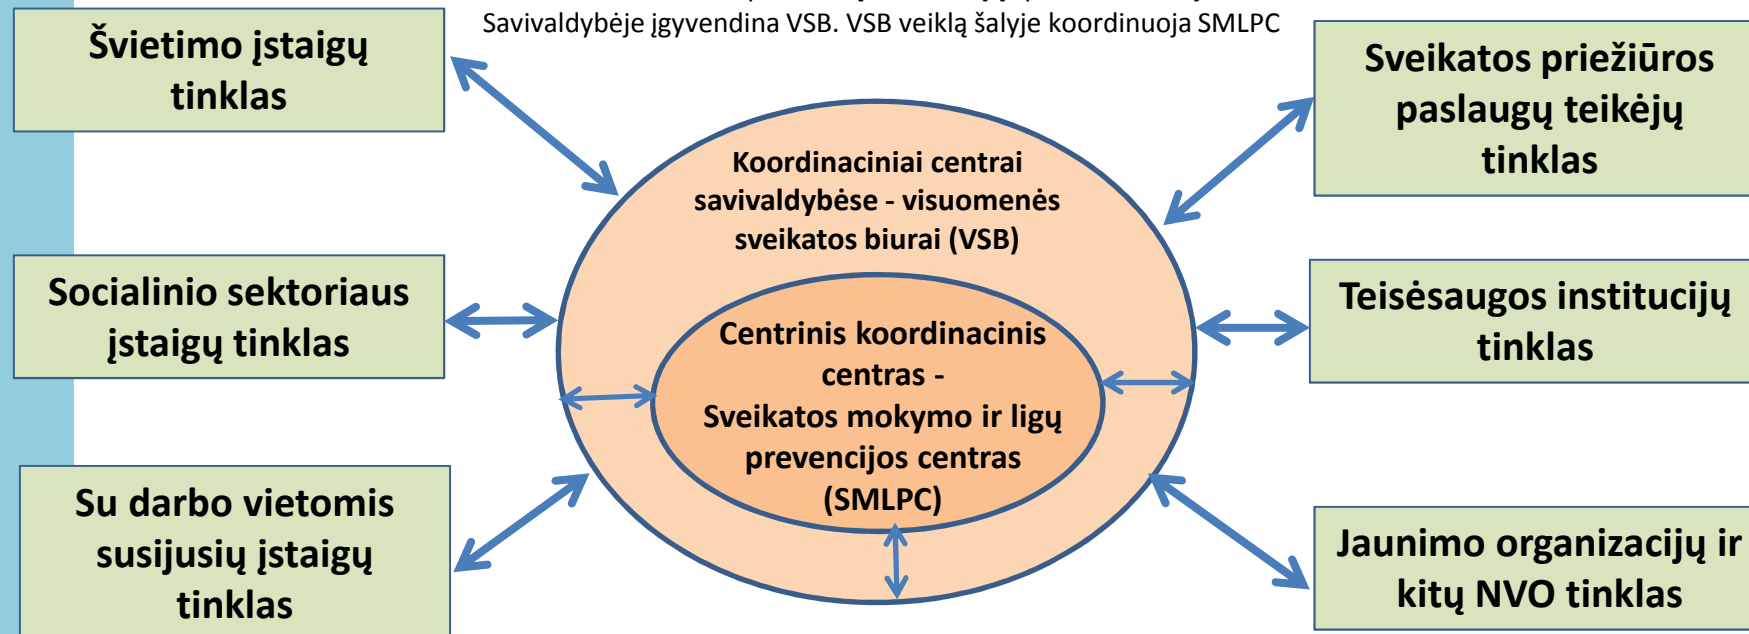 Savivaldybėje įgyvendina VSB. VSB veiklą šalyje koordinuoja SMLPC
Švietimo įstaigų
tinklas
Sveikatos priežiūros
paslaugų teikėjų
tinklas
Koordinaciniai centrai
savivaldybėse - visuomenės
sveikatos biurai (VSB)
Socialinio sektoriaus
įstaigų tinklas
Teisėsaugos institucijų
tinklas
Centrinis koordinacinis
centras -
Sveikatos mokymo ir ligų
prevencijos centras
(SMLPC)
Su darbo vietomis
susijusių įstaigų
tinklas
Jaunimo organizacijų ir
kitų NVO tinklas